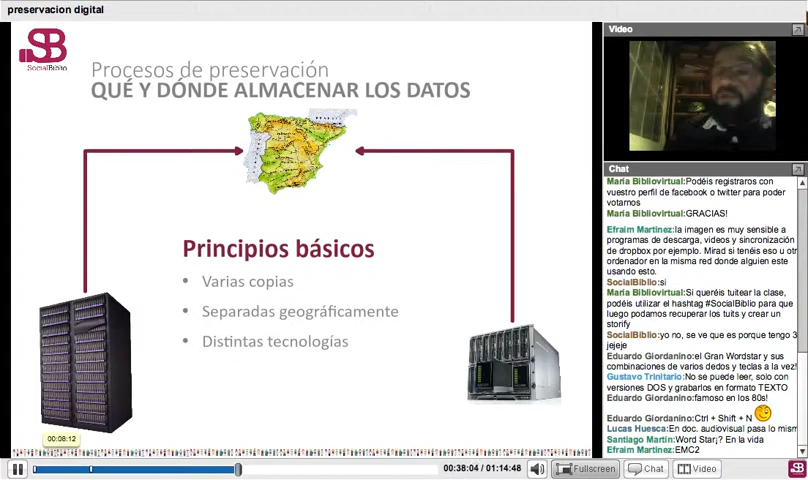 preservacion digital
SB
SocialBiblio
Procesos de preservación
QUÉ Y DÓNDE ALMACENAR LOS DATOS
Principios básicos
• Varias copias
• Separadas geográficamente
• Distintas tecnologías
00:08:12
Video
Chat
María Bibliovirtual:Podéis registraros con
vuestro perfil de facebook o twitter para poder
votarnos
María Bibliovirtual:GRACIAS!
Efraim Martinez:la imagen es muy sensible a
programas de descarga, videos y sincronización
de dropbox por ejemplo. Mirad si tenéis eso u otr
ordenador en la misma red donde alguien este
usando esto.
SocialBiblio:si
María Bibliovirtual:Si queréis tuitear la clase,
podéis utilizar el hashtag #SocialBiblio para que
luego podamos recuperar los tuits y crear un
storify
SocialBiblio:yo no, se ve que es porque tengo 3
jejeje
Eduardo Giordanino:el Gran Wordstar y sus
combinaciones de varios dedos y teclas a la vez!
Gustavo Trinitario:No se puede leer, solo con
versiones DOS y grabarlos en formato TEXTO
Eduardo Giordanino:famoso en los 80s!
Eduardo Giordanino:Ctrl + Shift + N
Lucas Huesca:En doc. audiovisual pasa lo mism
Santiago Martín:Word Star¿? En la vida
Efraim Martinez:EMC2
00:38:04 / 01:14:48
Fullscreen
Chat
Video
SB